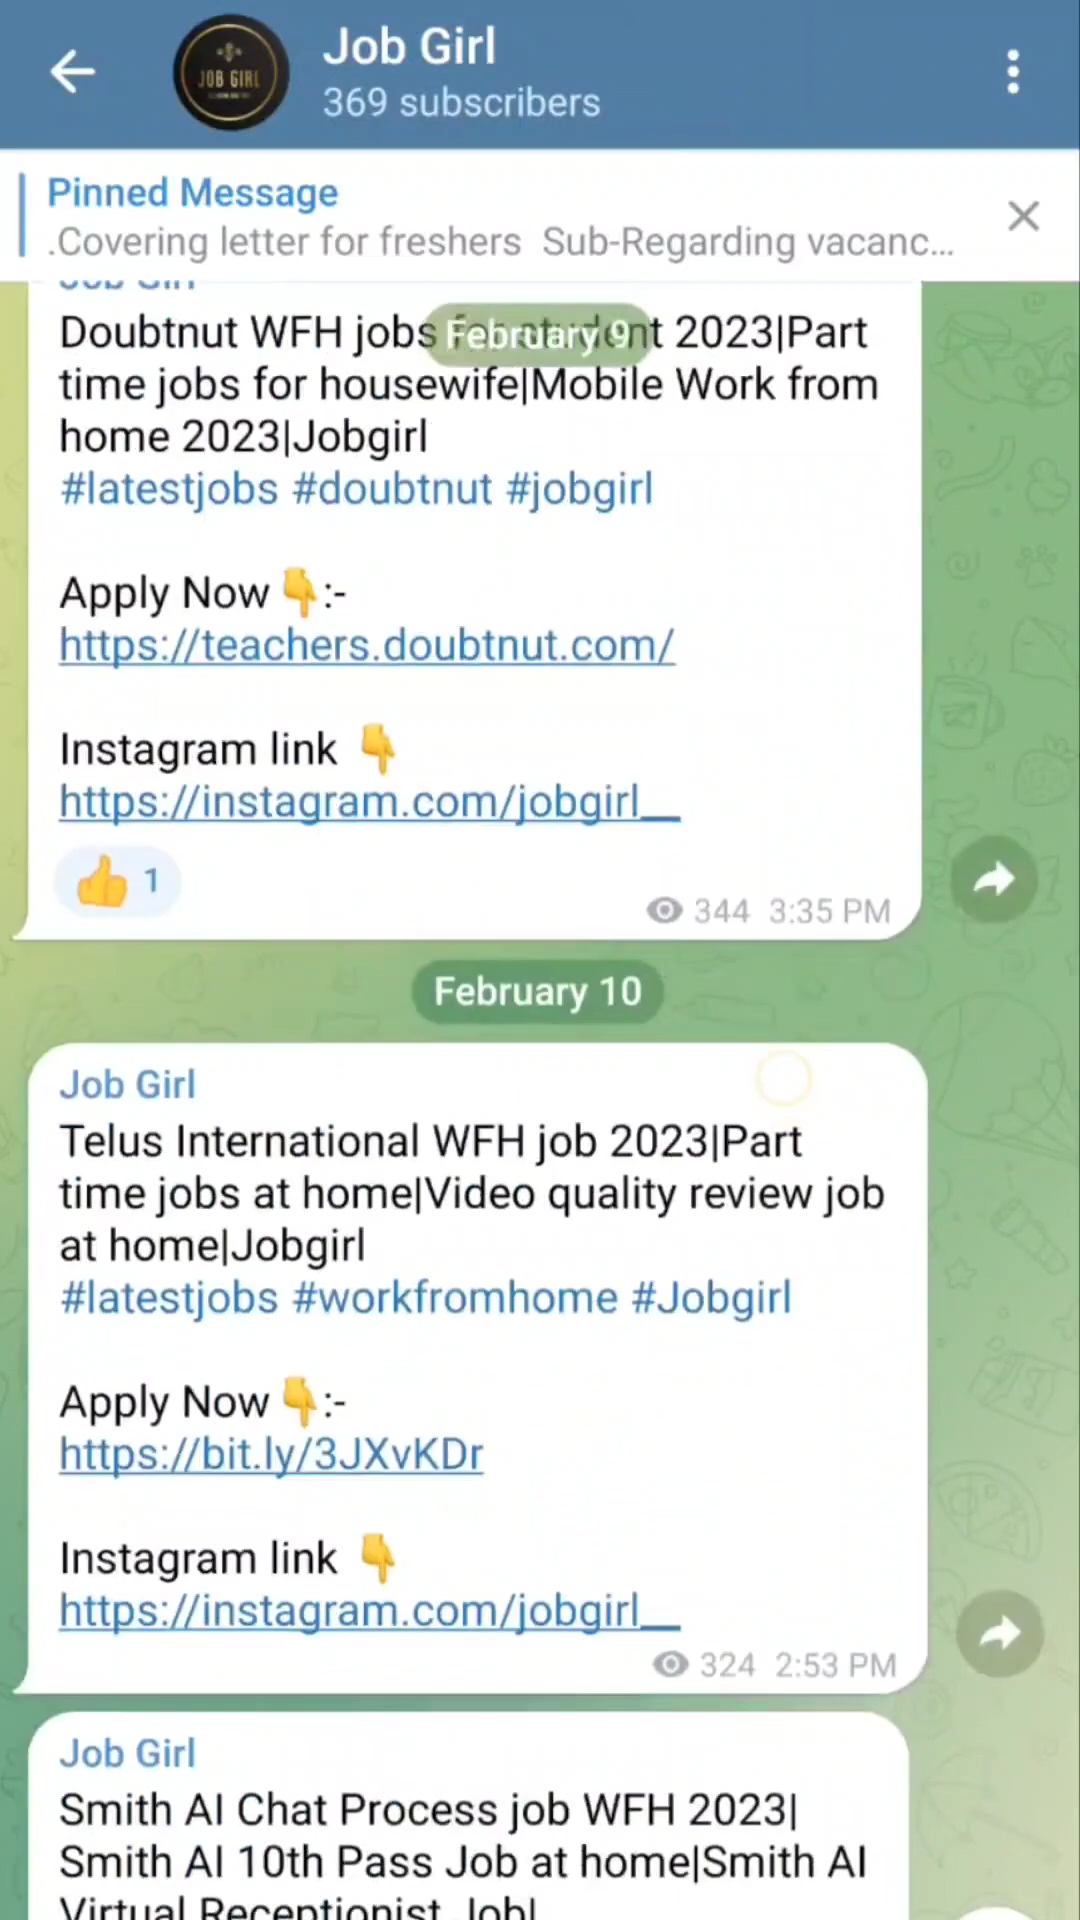 Job Girl
JOB GIRL
369 subscribers
Pinned Message
.Covering letter for freshers Sub-Regarding vacanc...
Job Girl
February 9
Doubtnut WFH jobs for student 2023|Part
time jobs for housewife|Mobile Work from
home 2023|Jobgirl
#latestjobs #doubtnut #jobgirl
Apply Now 👇:-
https://teachers.doubtnut.com/
Instagram link 👇
https://instagram.com/jobgirl__
👍 1
344 3:35 PM
February 10
Job Girl
Telus International WFH job 2023|Part
time jobs at home|Video quality review job
at home|Jobgirl
#latestjobs #workfromhome #Jobgirl
Apply Now 👇:-
https://bit.ly/3JXvKDr
Instagram link 👇
https://instagram.com/jobgirl__
324 2:53 PM
Job Girl
Smith AI Chat Process job WFH 2023|
Smith AI 10th Pass Job at home|Smith AI
Virtual Receptionist Job|